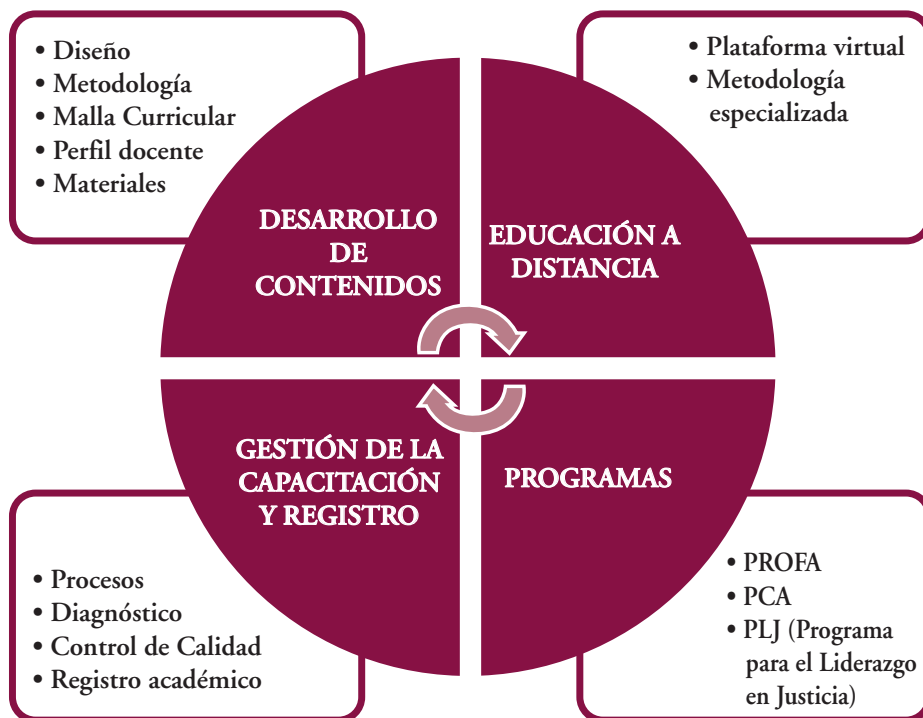 • Diseño
• Metodología
• Malla Curricular
• Perfil docente
• Materiales
• Plataforma virtual
• Metodología
especializada
DESARROLLO
DE
CONTENIDOS
EDUCACIÓN A
DISTANCIA
GESTIÓN DE LA
CAPACITACIÓN
Y REGISTRO
PROGRAMAS
• Procesos
• Diagnóstico
• Control de Calidad
• Registro académico
• PROFA
• PCA
• PLJ (Programa
para el Liderazgo
en Justicia)